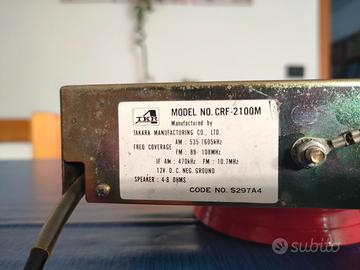 TKR
MODEL NO. CRF-2100M
Manufactured by
TAKARA MANUFACTURING CO., LTD.
FREQ COVERAGE AM : 535-1605kHz
FM : 88- 108MHz
IF AM : 470kHz FM : 10.7MHz
12V D.C. NEG. GROUND
SPEAKER : 4-8 OHMS
CODE NO. S297A4
subito